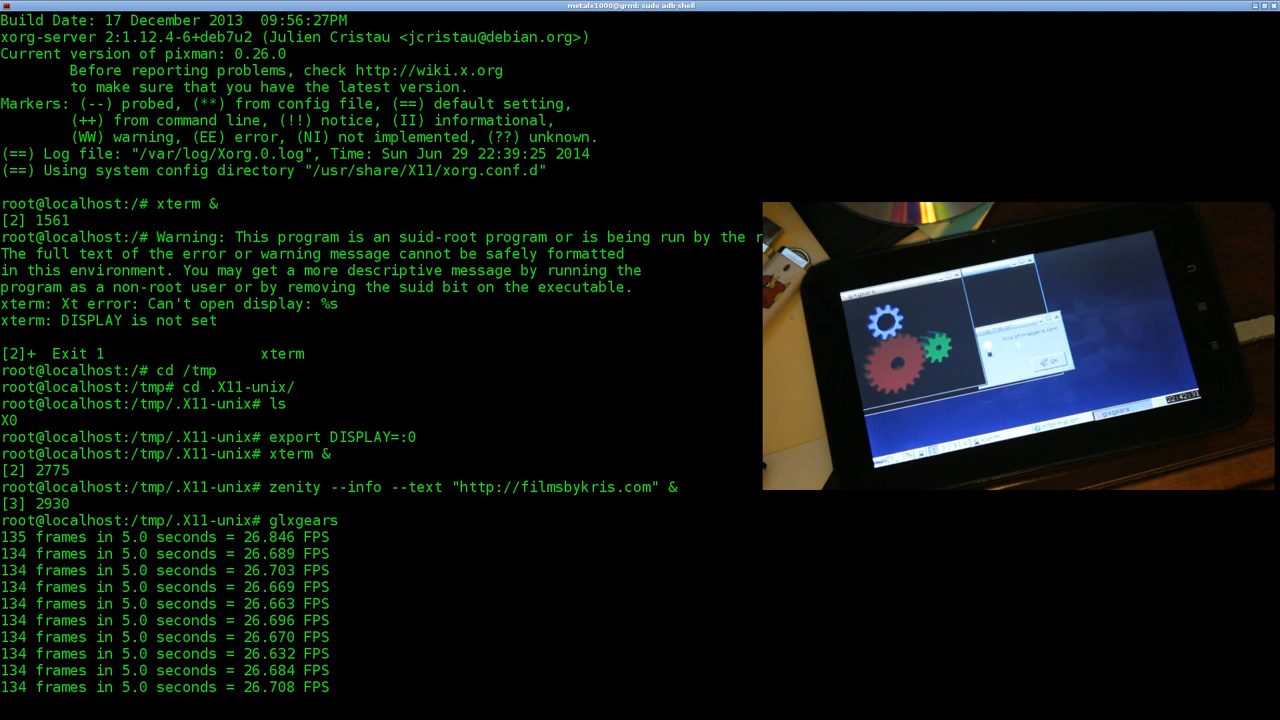 metalx1000@grml: sudo adb shell
Build Date: 17 December 2013  09:56:27PM
xorg-server 2:1.12.4-6+deb7u2 (Julien Cristau <jcristau@debian.org>)
Current version of pixman: 0.26.0
        Before reporting problems, check http://wiki.x.org
        to make sure that you have the latest version.
Markers: (--) probed, (**) from config file, (==) default setting,
        (++) from command line, (!!) notice, (II) informational,
        (WW) warning, (EE) error, (NI) not implemented, (??) unknown.
(==) Log file: "/var/log/Xorg.0.log", Time: Sun Jun 29 22:39:25 2014
(==) Using system config directory "/usr/share/X11/xorg.conf.d"
root@localhost:/# xterm &
[2] 1561
root@localhost:/# Warning: This program is an suid-root program or is being run by the r
The full text of the error or warning message cannot be safely formatted
in this environment. You may get a more descriptive message by running the
program as a non-root user or by removing the suid bit on the executable.
xterm: Xt error: Can't open display: %s
xterm: DISPLAY is not set
[2]+  Exit 1                  xterm
root@localhost:/# cd /tmp
root@localhost:/tmp# cd .X11-unix/
root@localhost:/tmp/.X11-unix# ls
X0
root@localhost:/tmp/.X11-unix# export DISPLAY=:0
root@localhost:/tmp/.X11-unix# xterm &
[2] 2775
root@localhost:/tmp/.X11-unix# zenity --info --text "http://filmsbykris.com" &
[3] 2930
root@localhost:/tmp/.X11-unix# glxgears
135 frames in 5.0 seconds = 26.846 FPS
134 frames in 5.0 seconds = 26.689 FPS
134 frames in 5.0 seconds = 26.703 FPS
134 frames in 5.0 seconds = 26.669 FPS
134 frames in 5.0 seconds = 26.663 FPS
134 frames in 5.0 seconds = 26.696 FPS
134 frames in 5.0 seconds = 26.670 FPS
134 frames in 5.0 seconds = 26.632 FPS
134 frames in 5.0 seconds = 26.684 FPS
134 frames in 5.0 seconds = 26.708 FPS
glxgears
glxgears